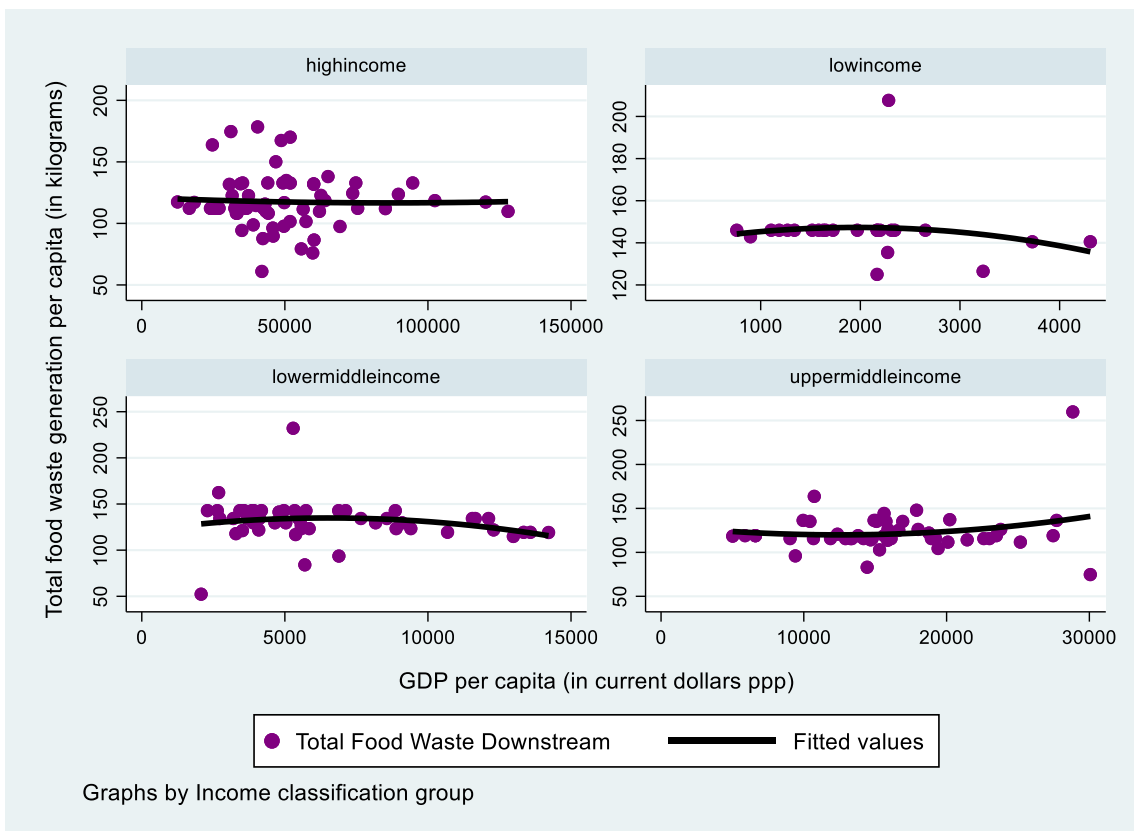 highincome
lowincome
200
150
100
50
0 50000 100000 150000
200
180
160
140
120
1000 2000 3000 4000
lowermiddleincome
uppermiddleincome
250
200
150
100
50
0 5000 10000 15000
250
200
150
100
50
0 10000 20000 30000
Total food waste generation per capita (in kilograms)
GDP per capita (in current dollars ppp)
Total Food Waste Downstream Fitted values
Graphs by Income classification group